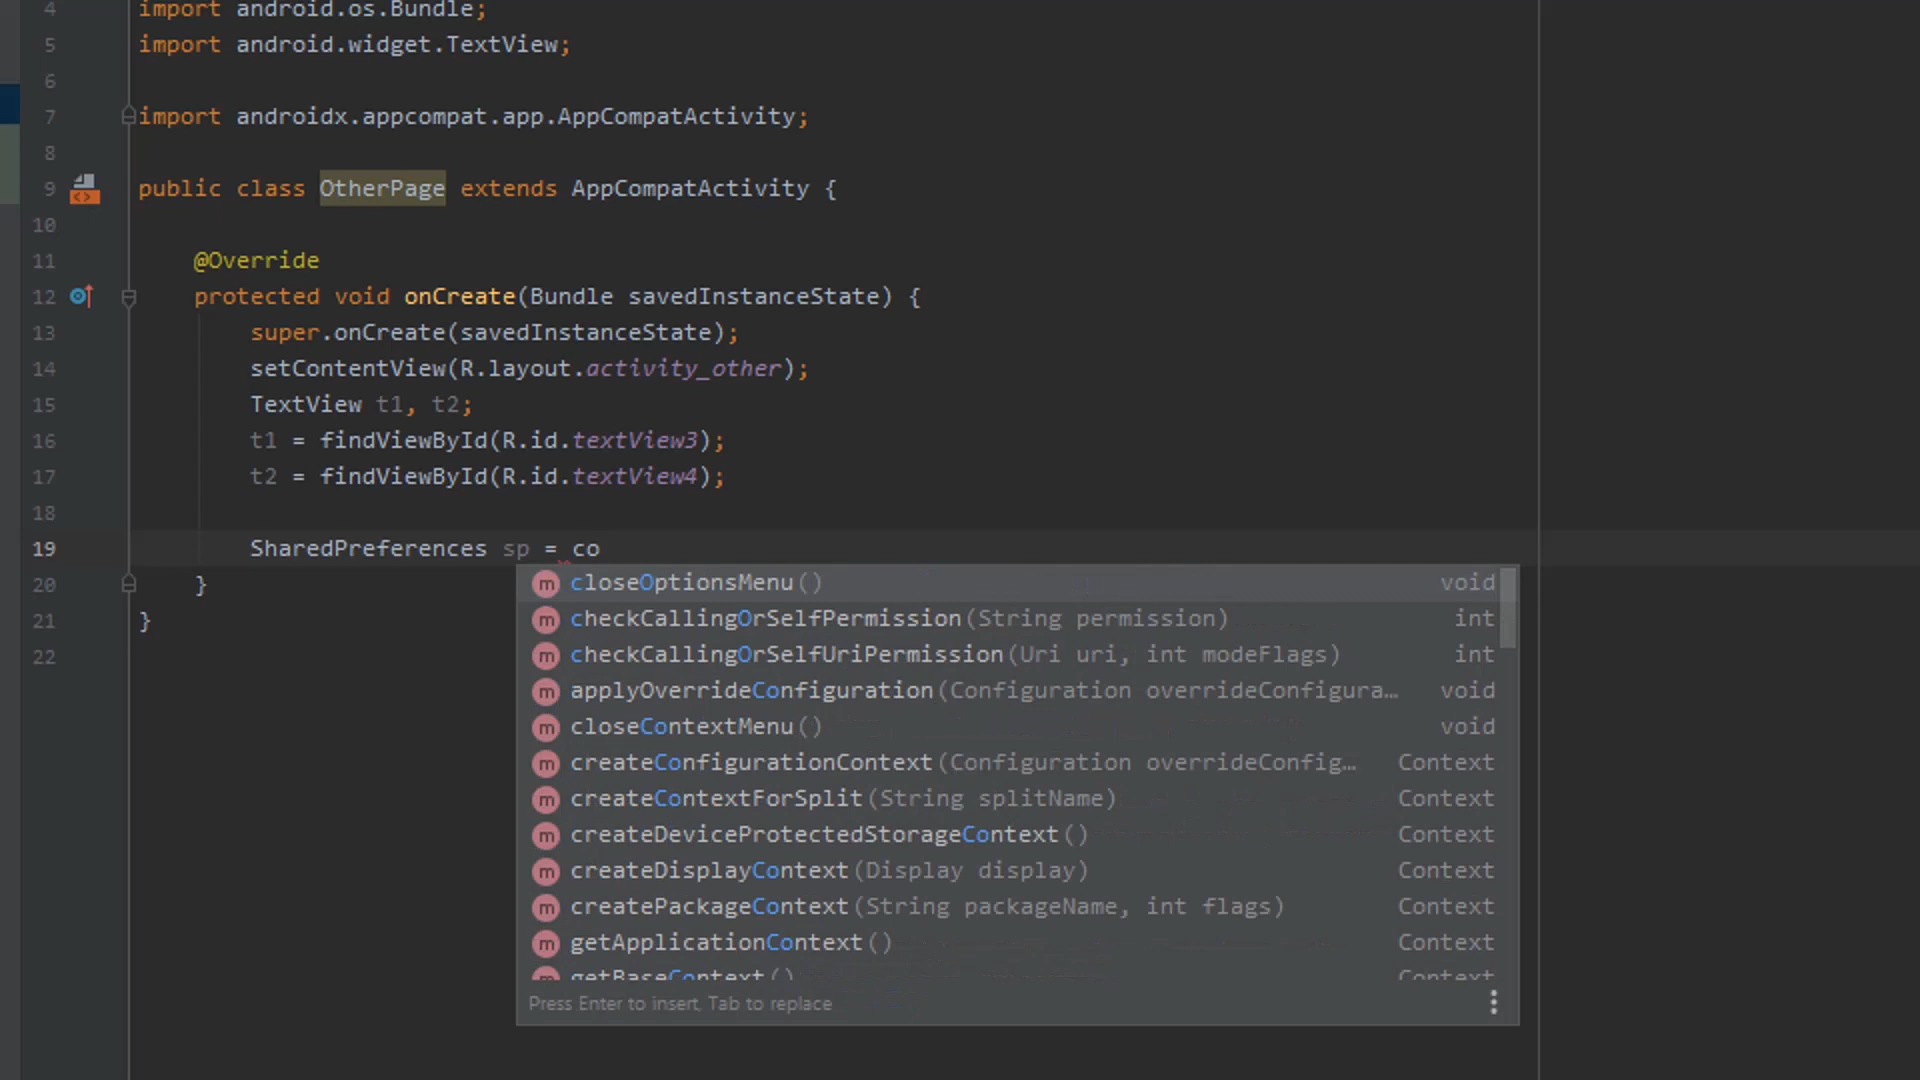 4 import android.os.Bundle;
5 import android.widget.TextView;
6
7 import androidx.appcompat.app.AppCompatActivity;
8
9 public class OtherPage extends AppCompatActivity {
10
11 @Override
12 protected void onCreate(Bundle savedInstanceState) {
13 super.onCreate(savedInstanceState);
14 setContentView(R.layout.activity_other);
15 TextView t1, t2;
16 t1 = findViewById(R.id.textView3);
17 t2 = findViewById(R.id.textView4);
18
19 SharedPreferences sp = co
20 }
21 }
22
m closeOptionsMenu() void
m checkCallingOrSelfPermission(String permission) int
m checkCallingOrSelfUriPermission(Uri uri, int modeFlags) int
m applyOverrideConfiguration(Configuration overrideConfigura… void
m closeContextMenu() void
m createConfigurationContext(Configuration overrideConfig… Context
m createContextForSplit(String splitName) Context
m createDeviceProtectedStorageContext() Context
m createDisplayContext(Display display) Context
m createPackageContext(String packageName, int flags) Context
m getApplicationContext() Context
m getBaseContext() Context
Press Enter to insert, Tab to replace